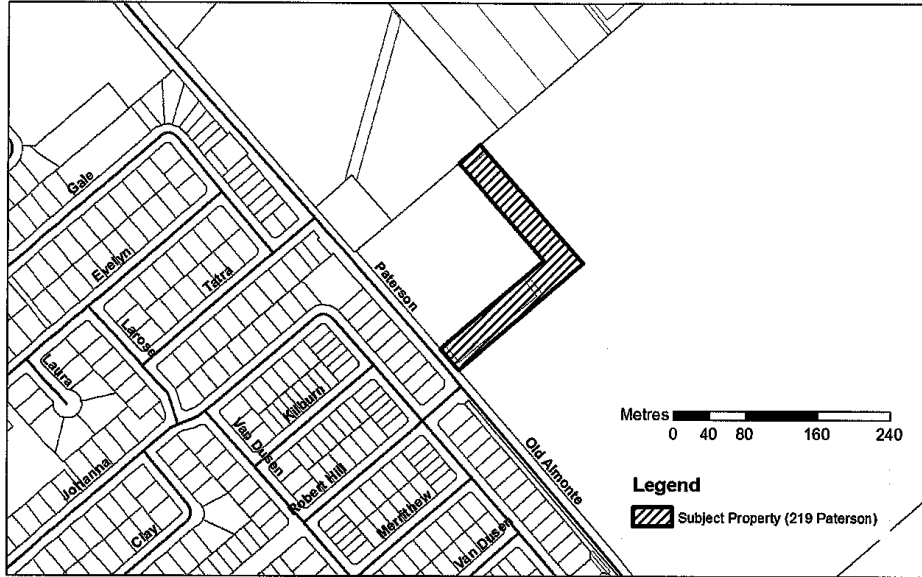 Gale
Evelyn
Tatra
Larose
Laura
Paterson
Kilburn
Van Dusen
Robert Hill
Johanna
Clay
Merrithew
Van Dusen
Old Almonte
Metres
0 40 80 160 240
Legend
Subject Property (219 Paterson)